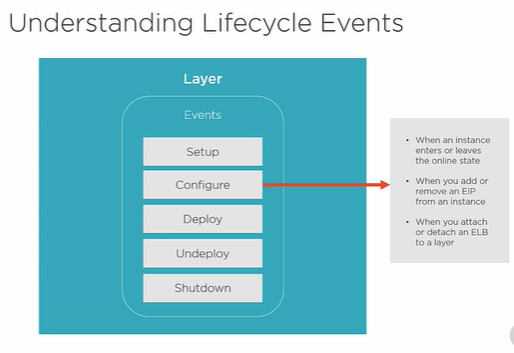 Understanding Lifecycle Events
Layer
Events
Setup
Configure
Deploy
Undeploy
Shutdown
• When an instance
enters or leaves
the online state
• When you add or
remove an EIP
from an instance
• When you attach
or detach an ELB
to a layer